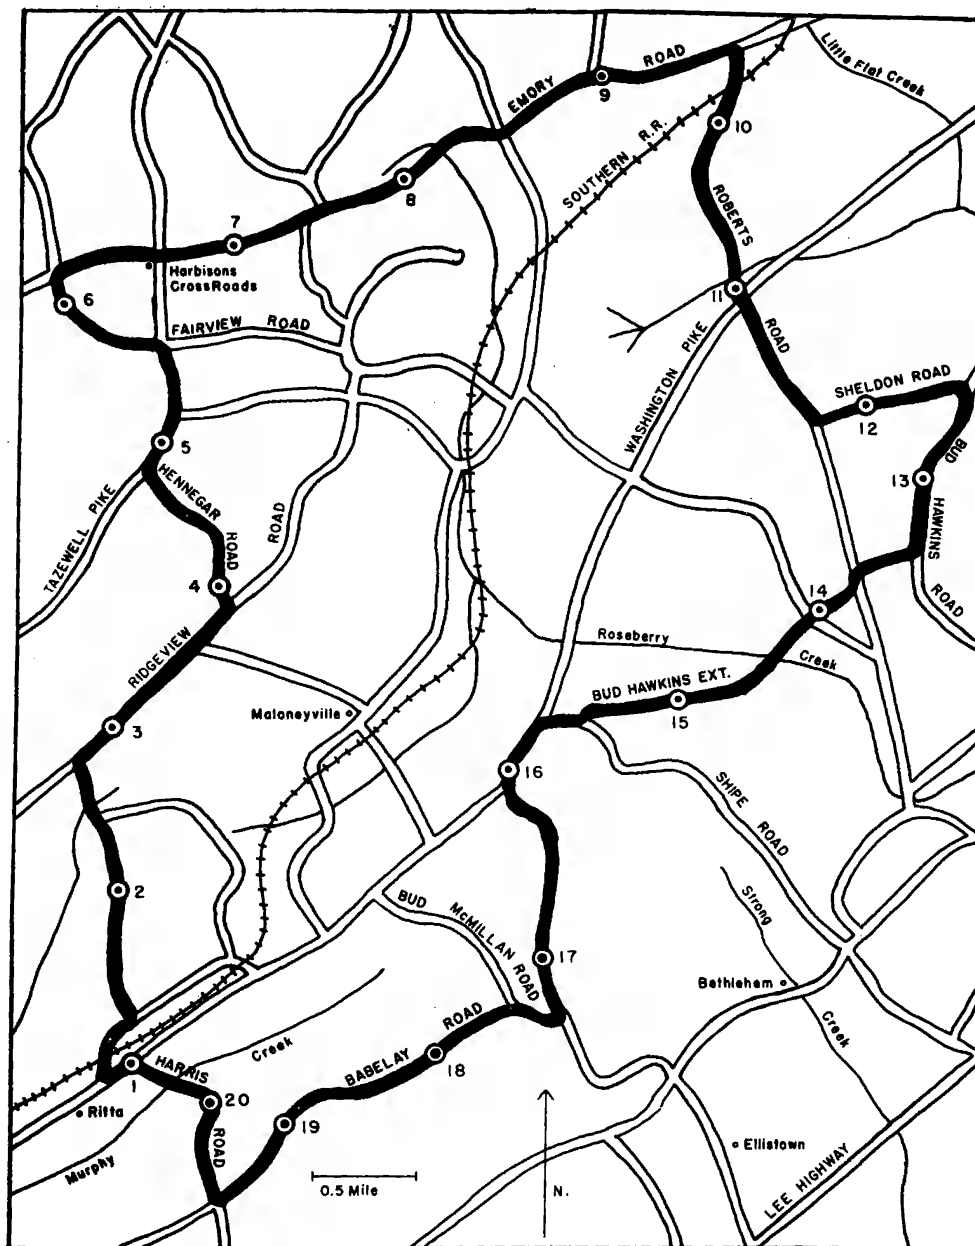 Little Flat Creek
EMORY ROAD
9
10
SOUTHERN R.R.
8
7
ROBERTS ROAD
Harbisons
CrossRoads
6
11
FAIRVIEW ROAD
WASHINGTON PIKE
SHELDON ROAD
12
5
BUD HAWKINS ROAD
13
HENNEGAR ROAD
TAZEWELL PIKE
4
14
RIDGEVIEW ROAD
Roseberry Creek
BUD HAWKINS EXT.
15
Maloneyville
3
16
SHIPE ROAD
2
BUD McMILLAN ROAD
Strong Creek
17
Bethlehem
BABELAY ROAD
18
1
HARRIS ROAD
Creek
Ritta
20
19
Murphy
Ellistown
LEE HIGHWAY
0.5 Mile
N.